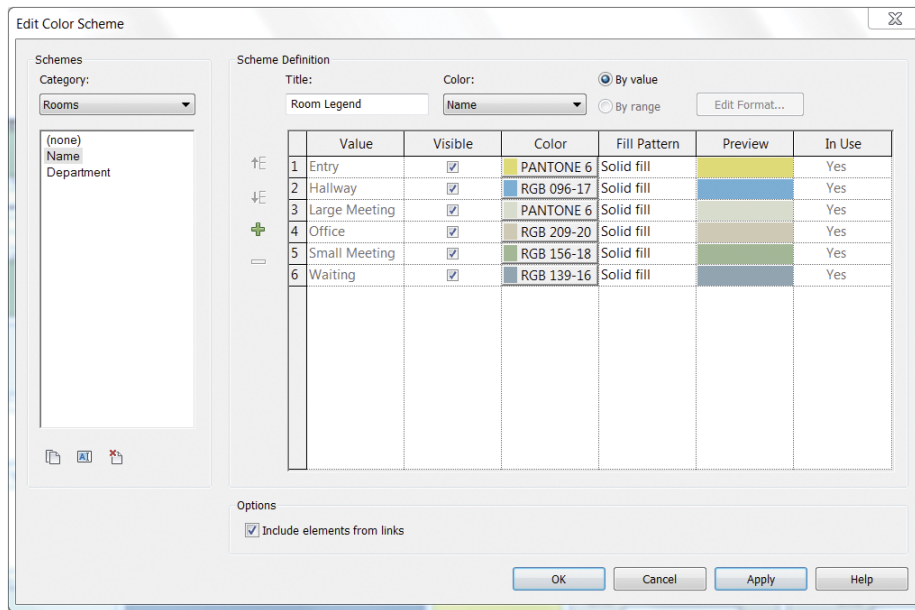 Edit Color Scheme
Schemes
Category:
Rooms
(none)
Name
Department
Scheme Definition
Title: Color: By value
Room Legend Name By range Edit Format...
Value Visible Color Fill Pattern Preview In Use
1 Entry PANTONE 6 Solid fill Yes
2 Hallway RGB 096-17 Solid fill Yes
3 Large Meeting PANTONE 6 Solid fill Yes
4 Office RGB 209-20 Solid fill Yes
5 Small Meeting RGB 156-18 Solid fill Yes
6 Waiting RGB 139-16 Solid fill Yes
Options
Include elements from links
OK Cancel Apply Help